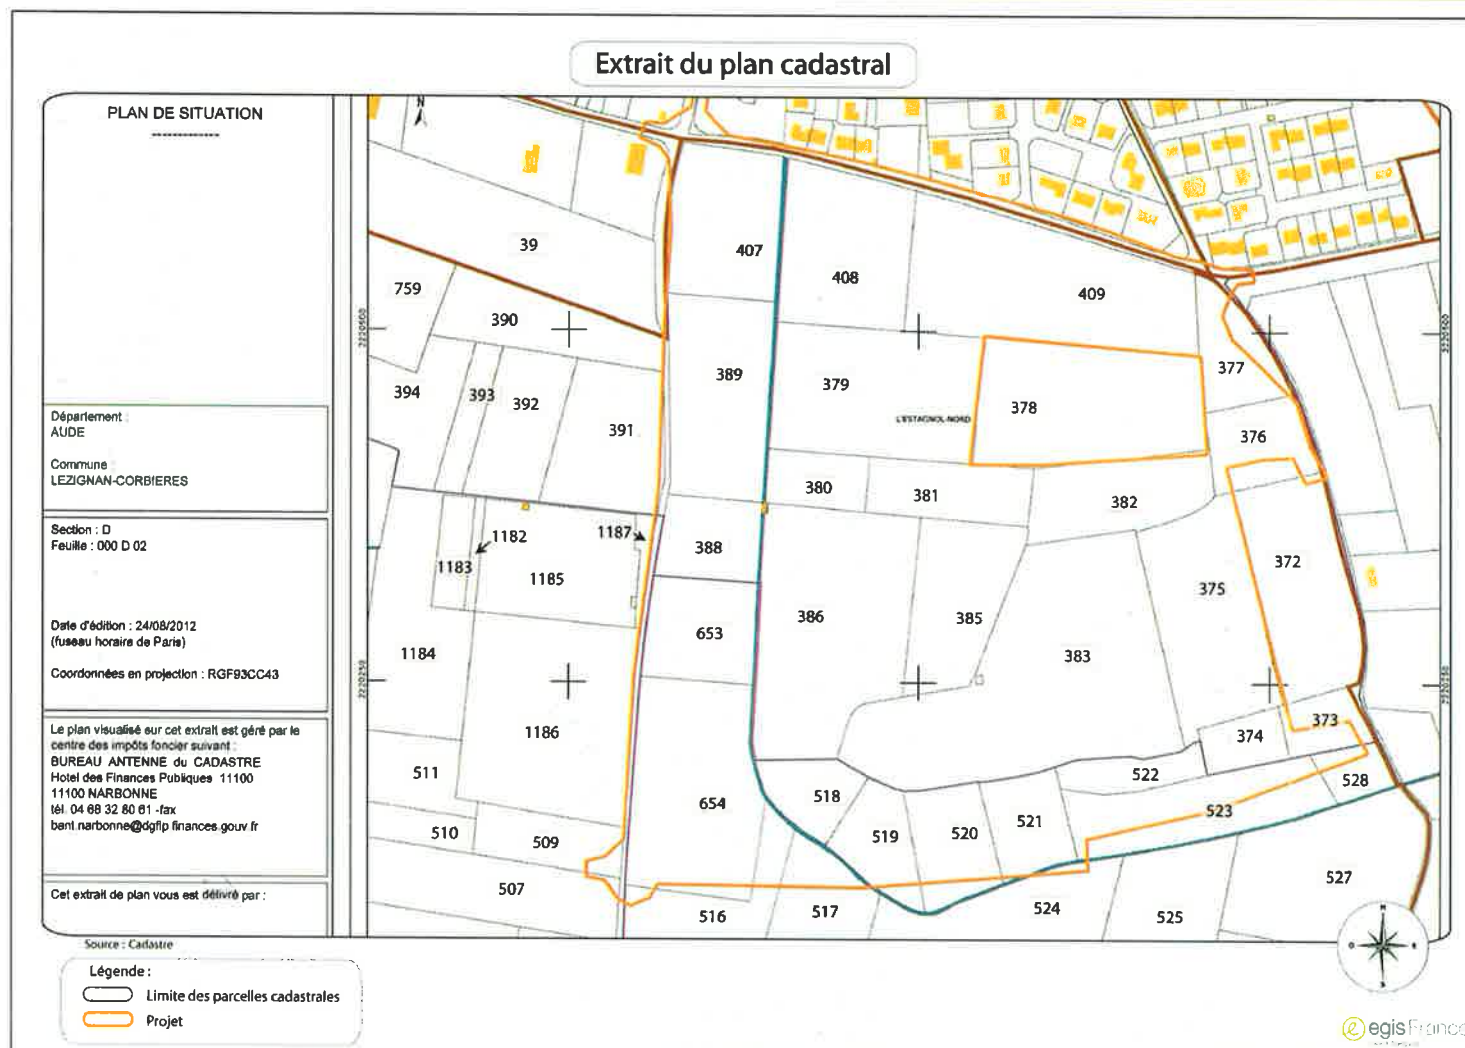 Extrait du plan cadastral
PLAN DE SITUATION
-------------
Département :
AUDE
Commune :
LEZIGNAN-CORBIERES
Section : D
Feuille : 000 D 02
Date d'édition : 24/08/2012
(fuseau horaire de Paris)
Coordonnées en projection : RGF93CC43
Le plan visualisé sur cet extrait est géré par le
centre des impôts foncier suivant :
BUREAU ANTENNE du CADASTRE
Hotel des Finances Publiques 11100
11100 NARBONNE
tél. 04 68 32 80 61 -fax
bant.narbonne@dgfip.finances.gouv.fr
Cet extrait de plan vous est délivré par :
N
39
407
408
409
759
390
2220500
2220500
389
379
378
377
394
393
392
391
L'ESTAGNOL-NORD
376
380
381
382
1182
1187
388
1183
1185
372
375
386
385
653
383
1184
2220250
2220250
1186
373
374
511
522
528
518
654
523
510
509
519
520
521
507
527
516
517
524
525
N
O
E
S
Source : Cadastre
Légende :
Limite des parcelles cadastrales
Projet
egis France